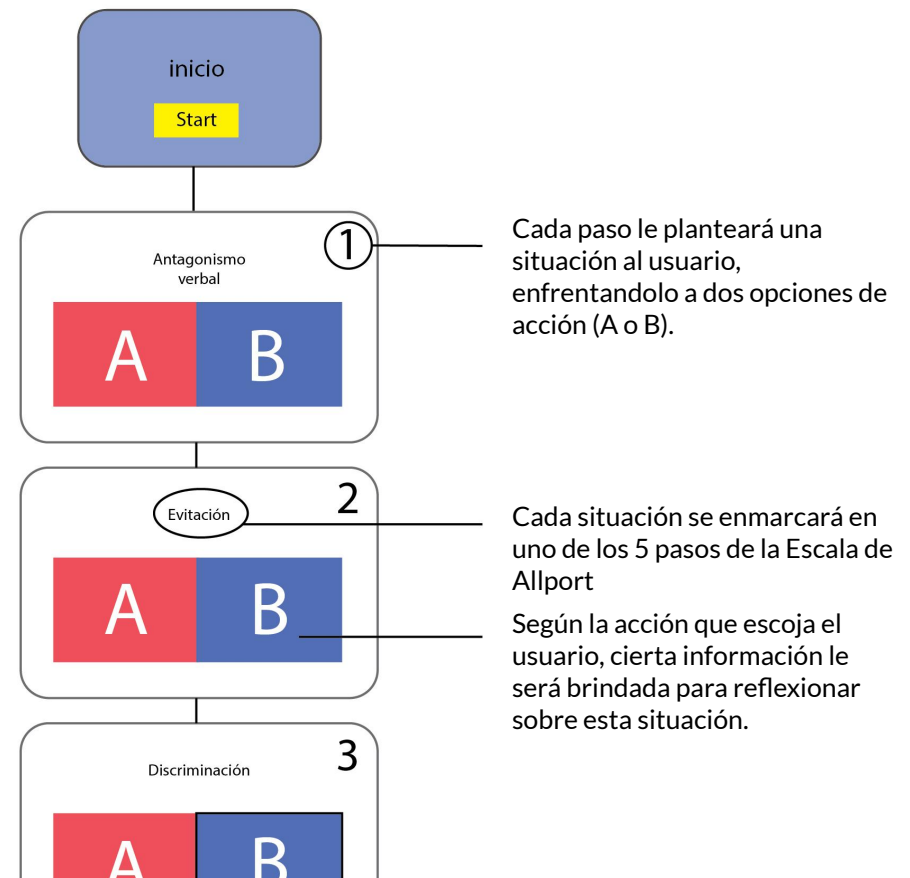 inicio
Start
1
Antagonismo
verbal
A
B
Cada paso le planteará una
situación al usuario,
enfrentandolo a dos opciones de
acción (A o B).
2
Evitación
A
B
Cada situación se enmarcará en
uno de los 5 pasos de la Escala de
Allport
Según la acción que escoja el
usuario, cierta información le
será brindada para reflexionar
sobre esta situación.
3
Discriminación
A
B